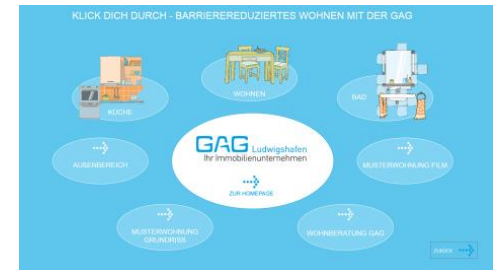 KLICK DICH DURCH - BARRIEREREDUZIERTES WOHNEN MIT DER GAG
KÜCHE
WOHNEN
BAD
AUßENBEREICH
GAG Ludwigshafen
Ihr Immobilienunternehmen
ZUR HOMEPAGE
MUSTERWOHNUNG FILM
MUSTERWOHNUNG
GRUNDRISS
WOHNBERATUNG GAG
ZURÜCK